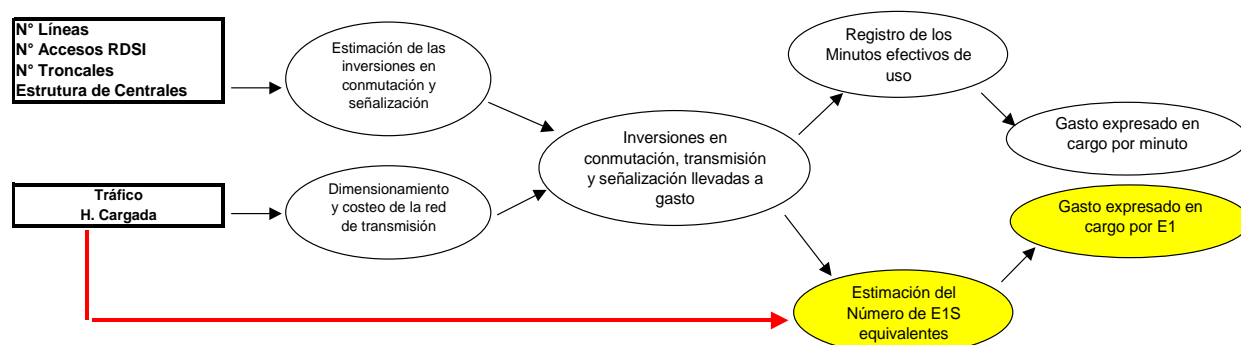 N° Líneas
N° Accesos RDSI
N° Troncales
Estrutura de Centrales
Estimación de las
inversiones en
conmutación y
señalización
Registro de los
Minutos efectivos de
uso
Inversiones en
conmutación, transmisión
y señalización llevadas a
gasto
Gasto expresado en
cargo por minuto
Tráfico
H. Cargada
Dimensionamiento
y costeo de la red
de transmisión
Gasto expresado en
cargo por E1
Estimación del
Número de E1S
equivalentes